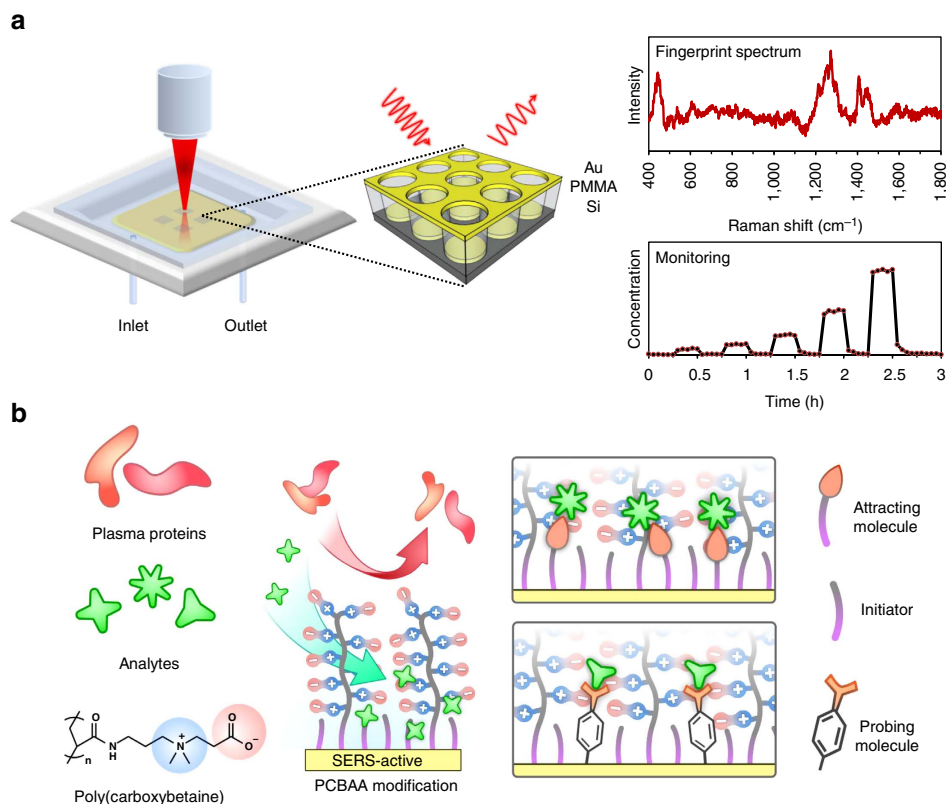 a
Inlet
Outlet
Au
PMMA
Si
Fingerprint spectrum
Intensity
400
600
800
1,000
1,200
1,400
1,600
1,800
Raman shift (cm⁻¹)
Monitoring
Concentration
0
0.5
1
1.5
2
2.5
3
Time (h)
b
Plasma proteins
Analytes
O
N
H
n
N
+
O
O⁻
Poly(carboxybetaine)
SERS-active
PCBAA modification
Attracting
molecule
Initiator
Probing
molecule